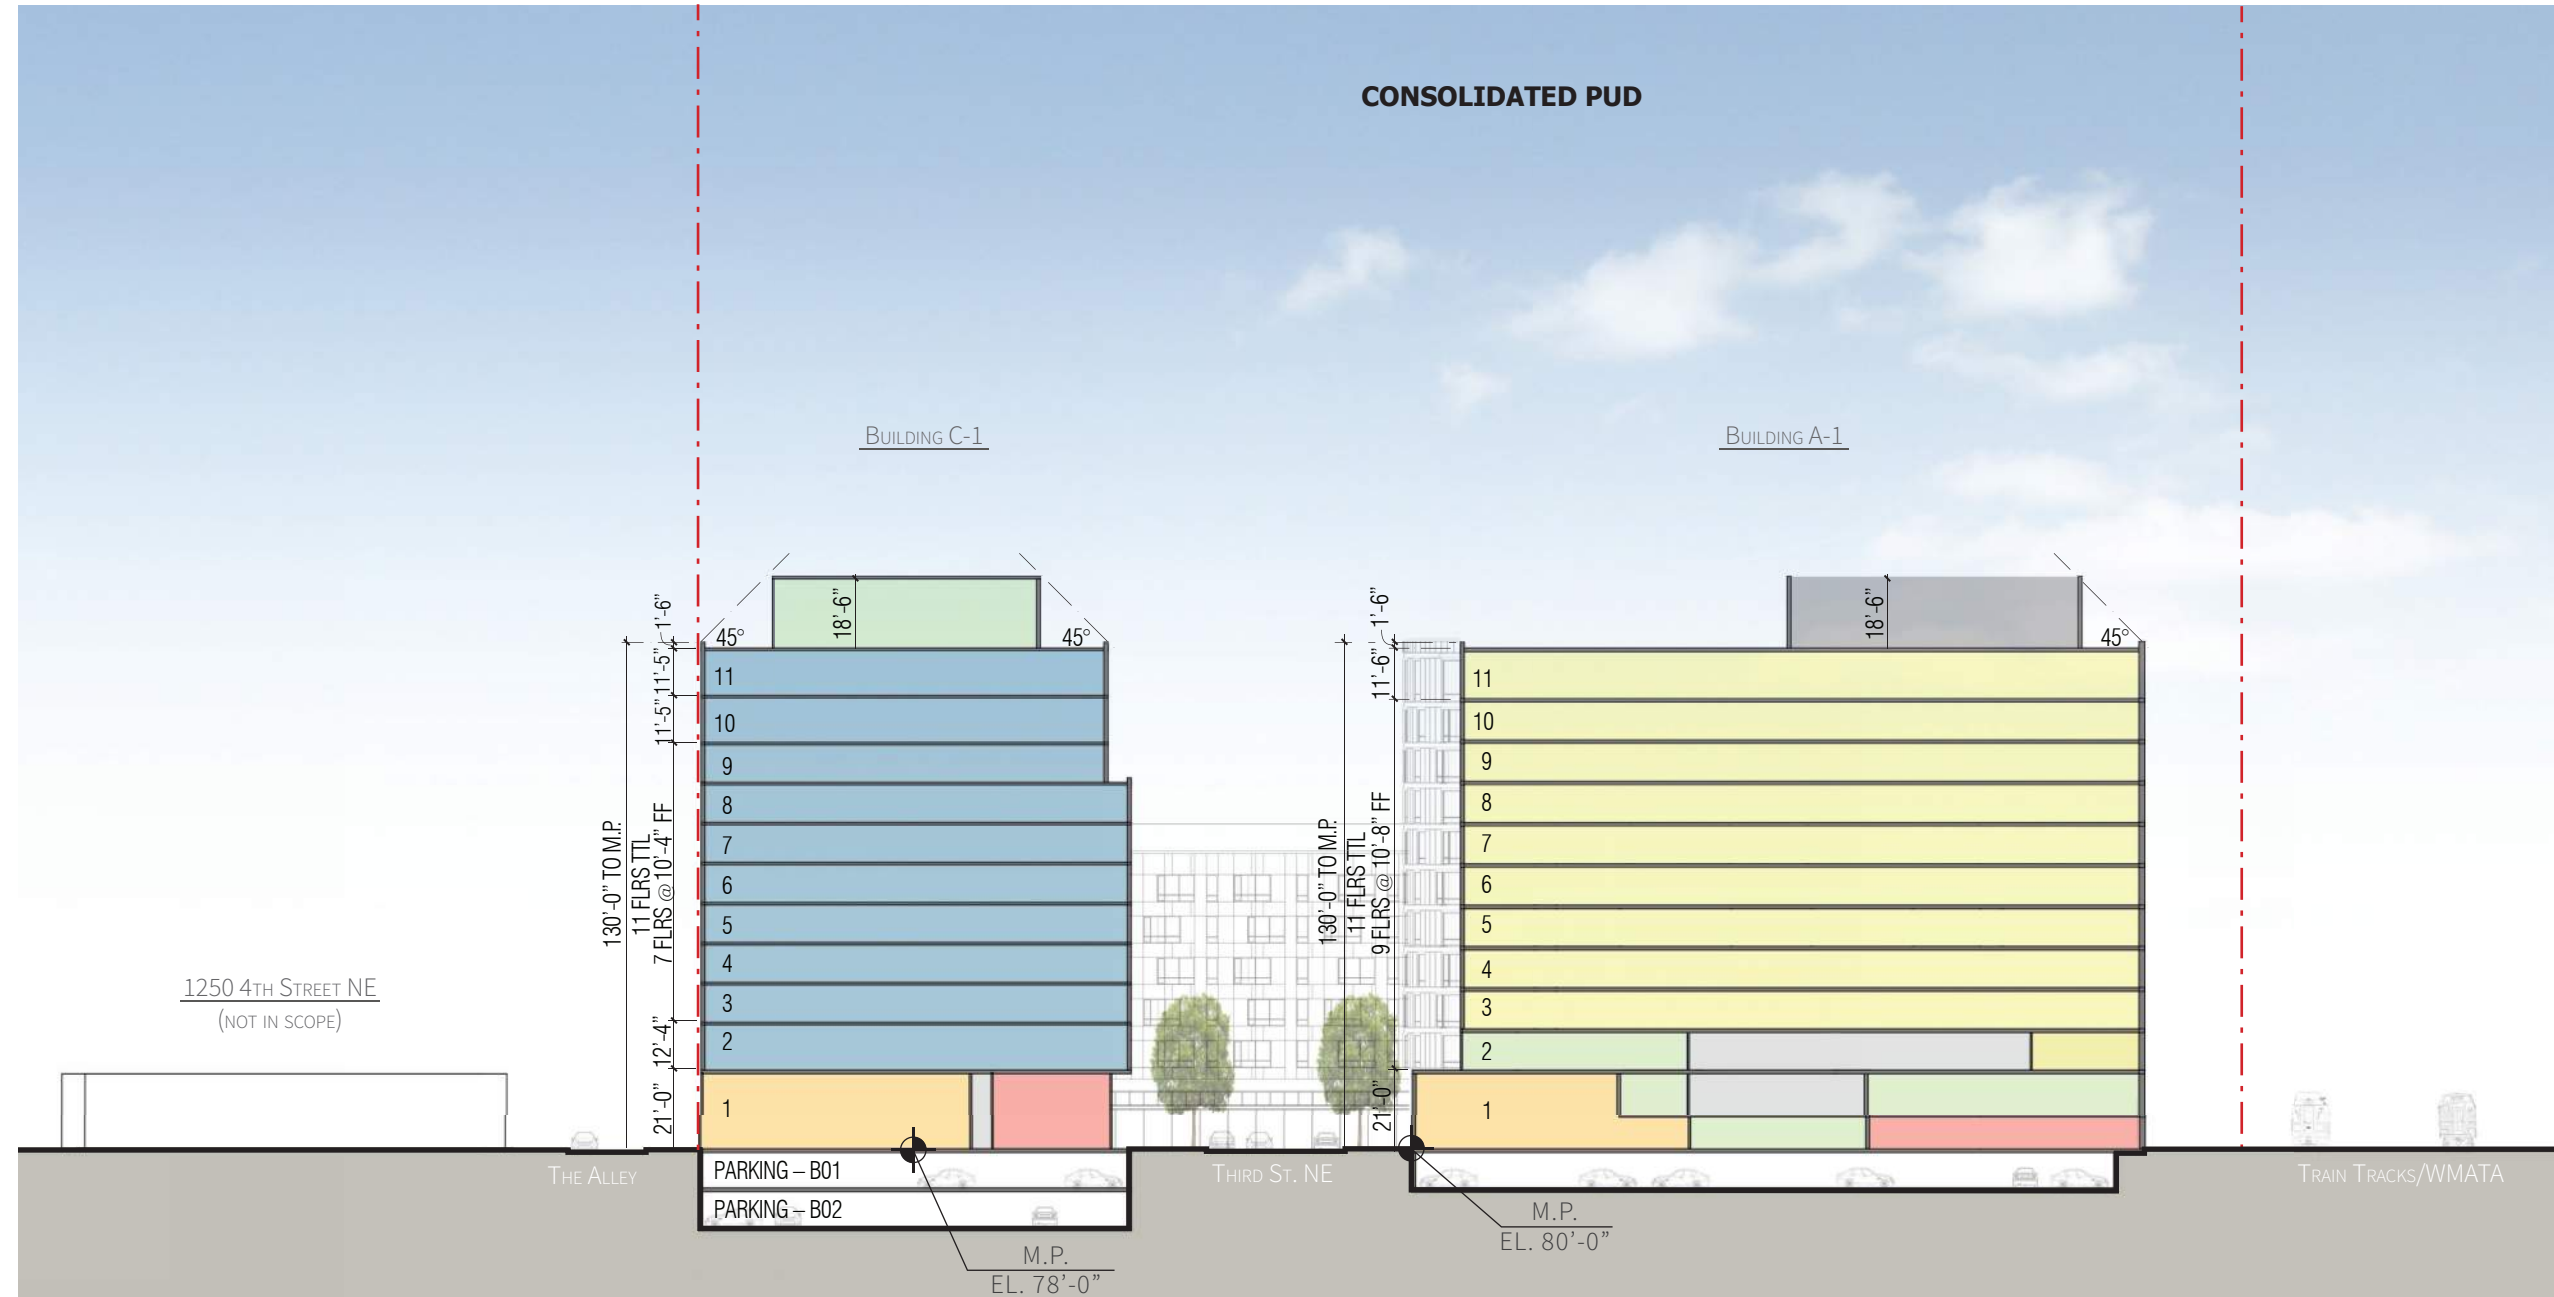 CONSOLIDATED PUD
BUILDING C-1
BUILDING A-1
18'-6"
45°
45°
1'-6"
11'-5"
11'-5"
7 FLRS @ 10'-4" FF
12'-4"
21'-0"
130'-0" TO M.P.
11 FLRS TTL
11
10
9
8
7
6
5
4
3
2
1
PARKING – B01
PARKING – B02
M.P.
EL. 78'-0"
18'-6"
45°
1'-6"
11'-6"
9 FLRS @ 10'-8" FF
21'-0"
130'-0" TO M.P.
11 FLRS TTL
11
10
9
8
7
6
5
4
3
2
1
M.P.
EL. 80'-0"
1250 4TH STREET NE
(NOT IN SCOPE)
THE ALLEY
THIRD ST. NE
TRAIN TRACKS/WMATA